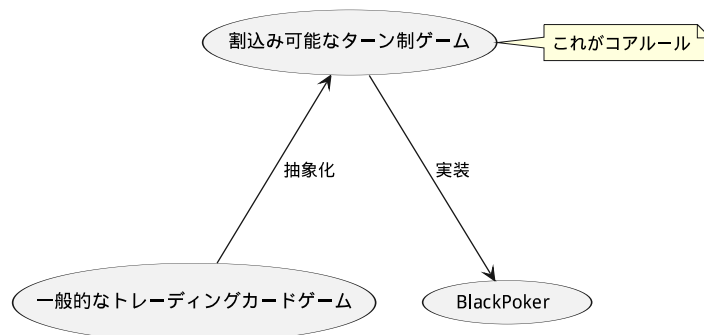 割込み可能なターン制ゲーム
これがコアルール
抽象化
実装
一般的なトレーディングカードゲーム
BlackPoker